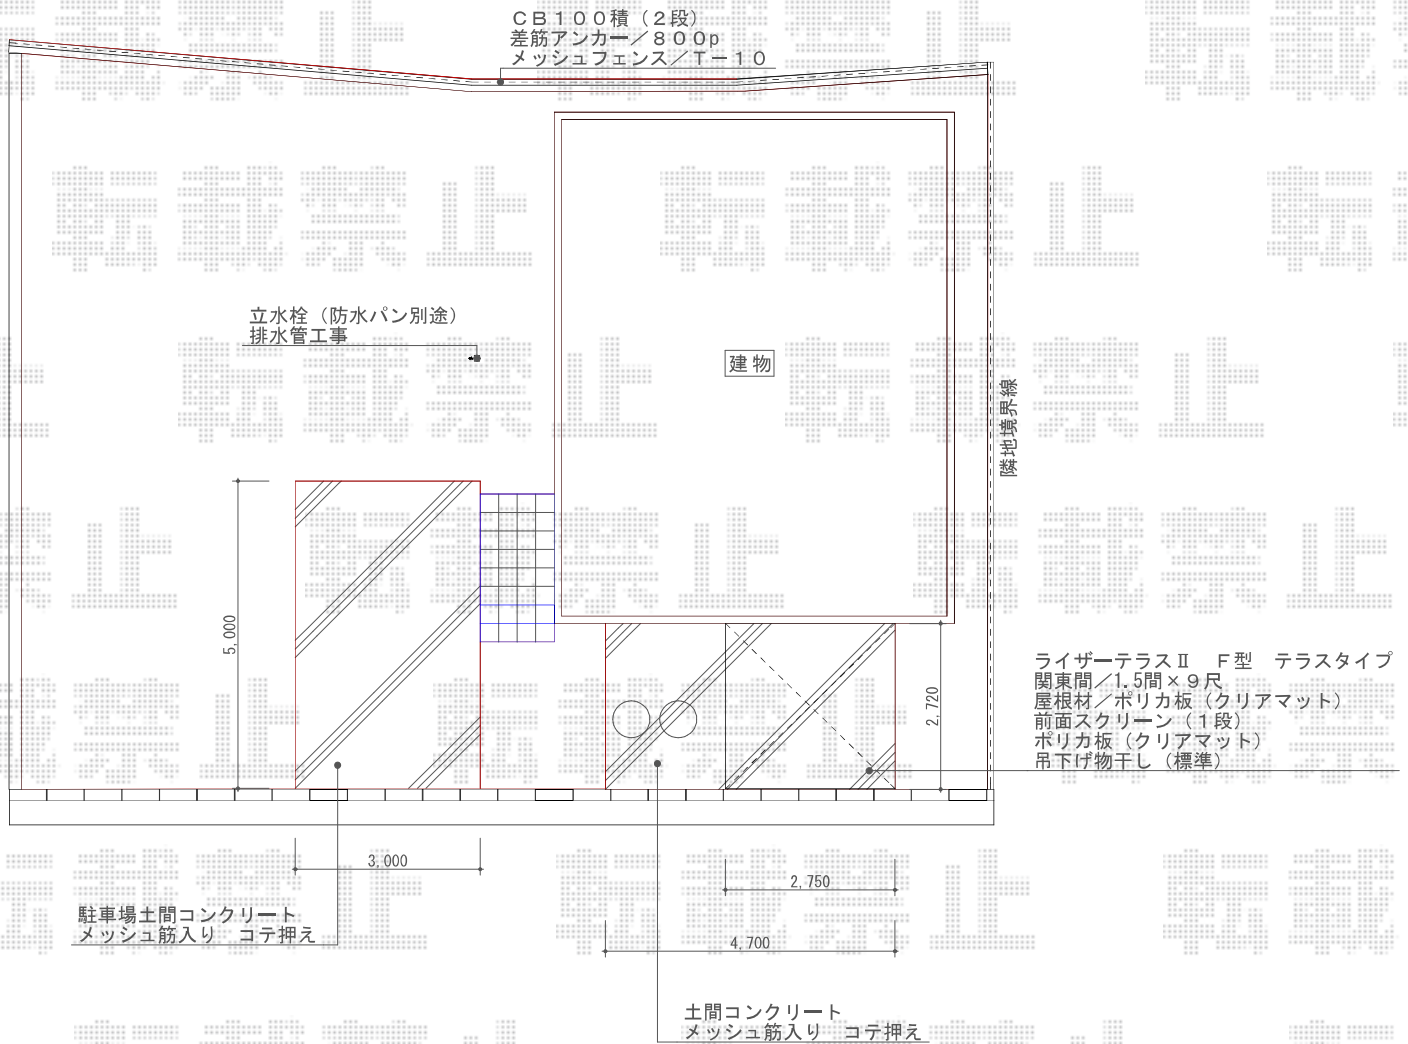 CB100積（2段）
差筋アンカー／800p
メッシュフェンス／T－10
立水栓（防水パン別途）
排水管工事
建物
隣地境界線
5,000
2,720
ライザーテラスⅡ　F型　テラスタイプ
関東間／1.5間×9尺
屋根材／ポリカ板（クリアマット）
前面スクリーン（1段）
ポリカ板（クリアマット）
吊下げ物干し（標準）
3,000
2,750
4,700
駐車場土間コンクリート
メッシュ筋入り　コテ押え
土間コンクリート
メッシュ筋入り　コテ押え
転載禁止